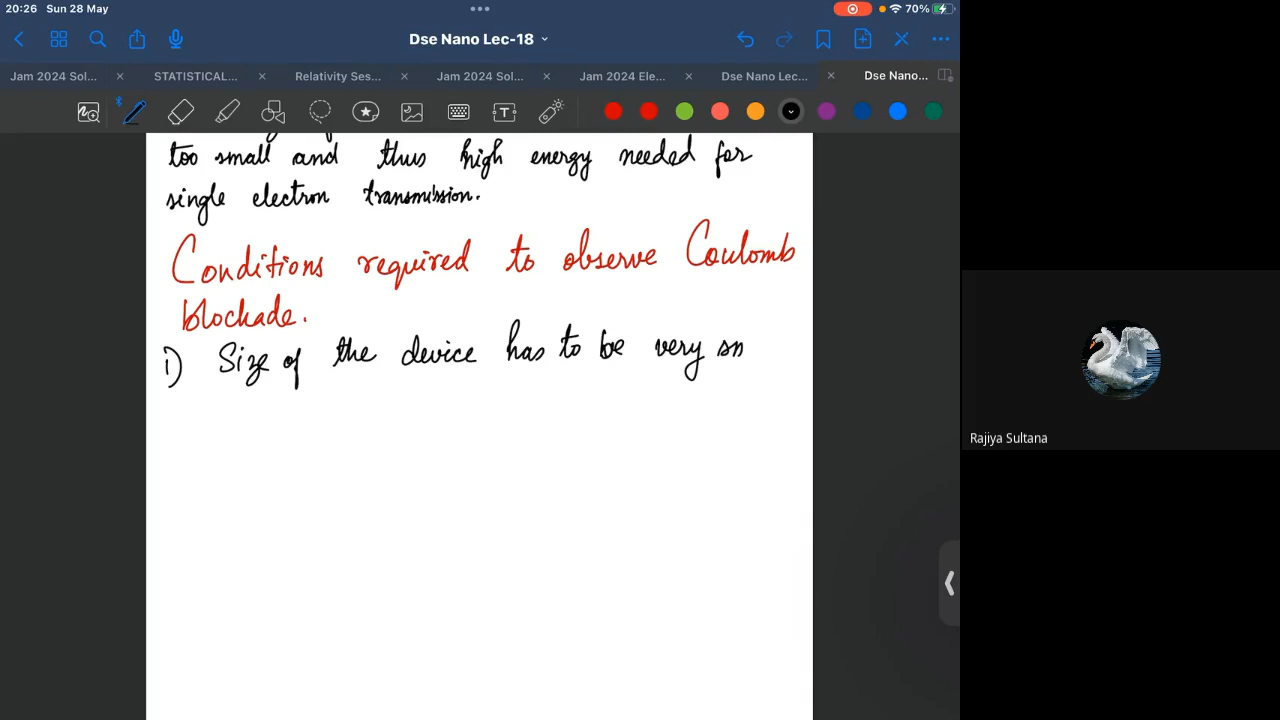 20:26 Sun 28 May
70%
Dse Nano Lec-18
Jam 2024 Sol...
STATISTICAL...
Relativity Ses...
Jam 2024 Sol...
Jam 2024 Ele...
Dse Nano Lec...
Dse Nano...
too small and thus high energy needed for
single electron transmission.
Conditions required to observe Coulomb
blockade.
i) Size of the device has to be very sm
Rajiya Sultana